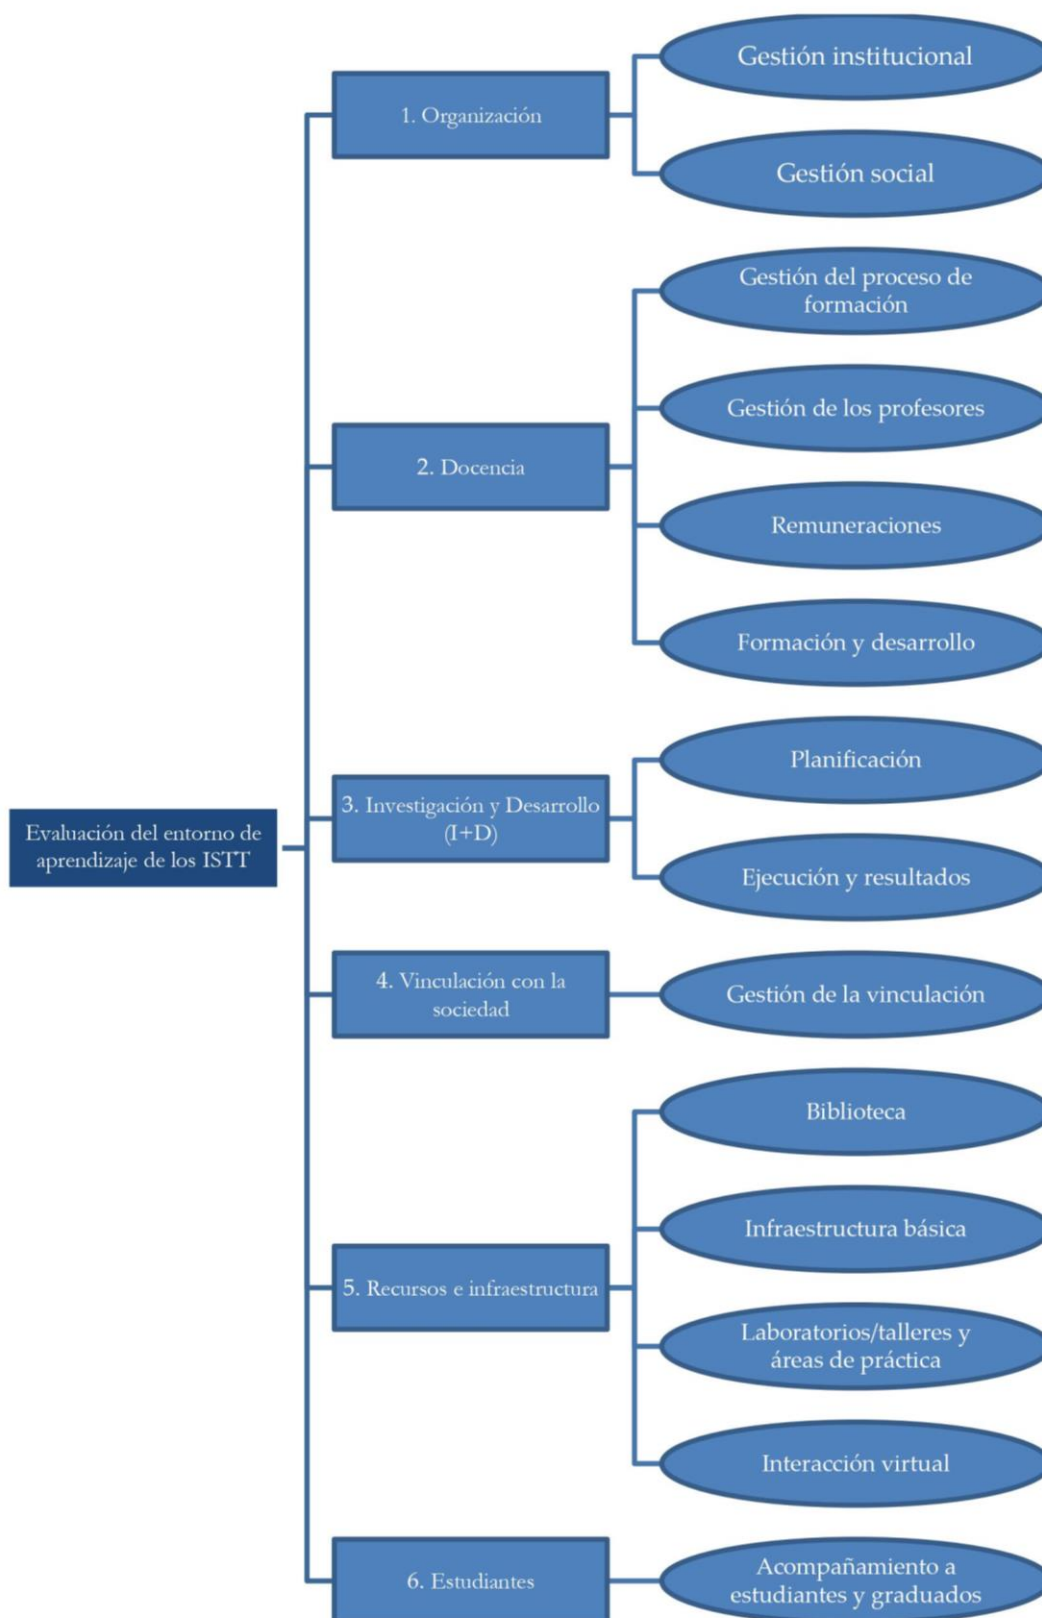 Evaluación del entorno de
aprendizaje de los ISTT
1. Organización
Gestión institucional
Gestión social
2. Docencia
Gestión del proceso de
formación
Gestión de los profesores
Remuneraciones
Formación y desarrollo
3. Investigación y Desarrollo
(I+D)
Planificación
Ejecución y resultados
4. Vinculación con la
sociedad
Gestión de la vinculación
5. Recursos e infraestructura
Biblioteca
Infraestructura básica
Laboratorios/talleres y
áreas de práctica
Interacción virtual
6. Estudiantes
Acompañamiento a
estudiantes y graduados